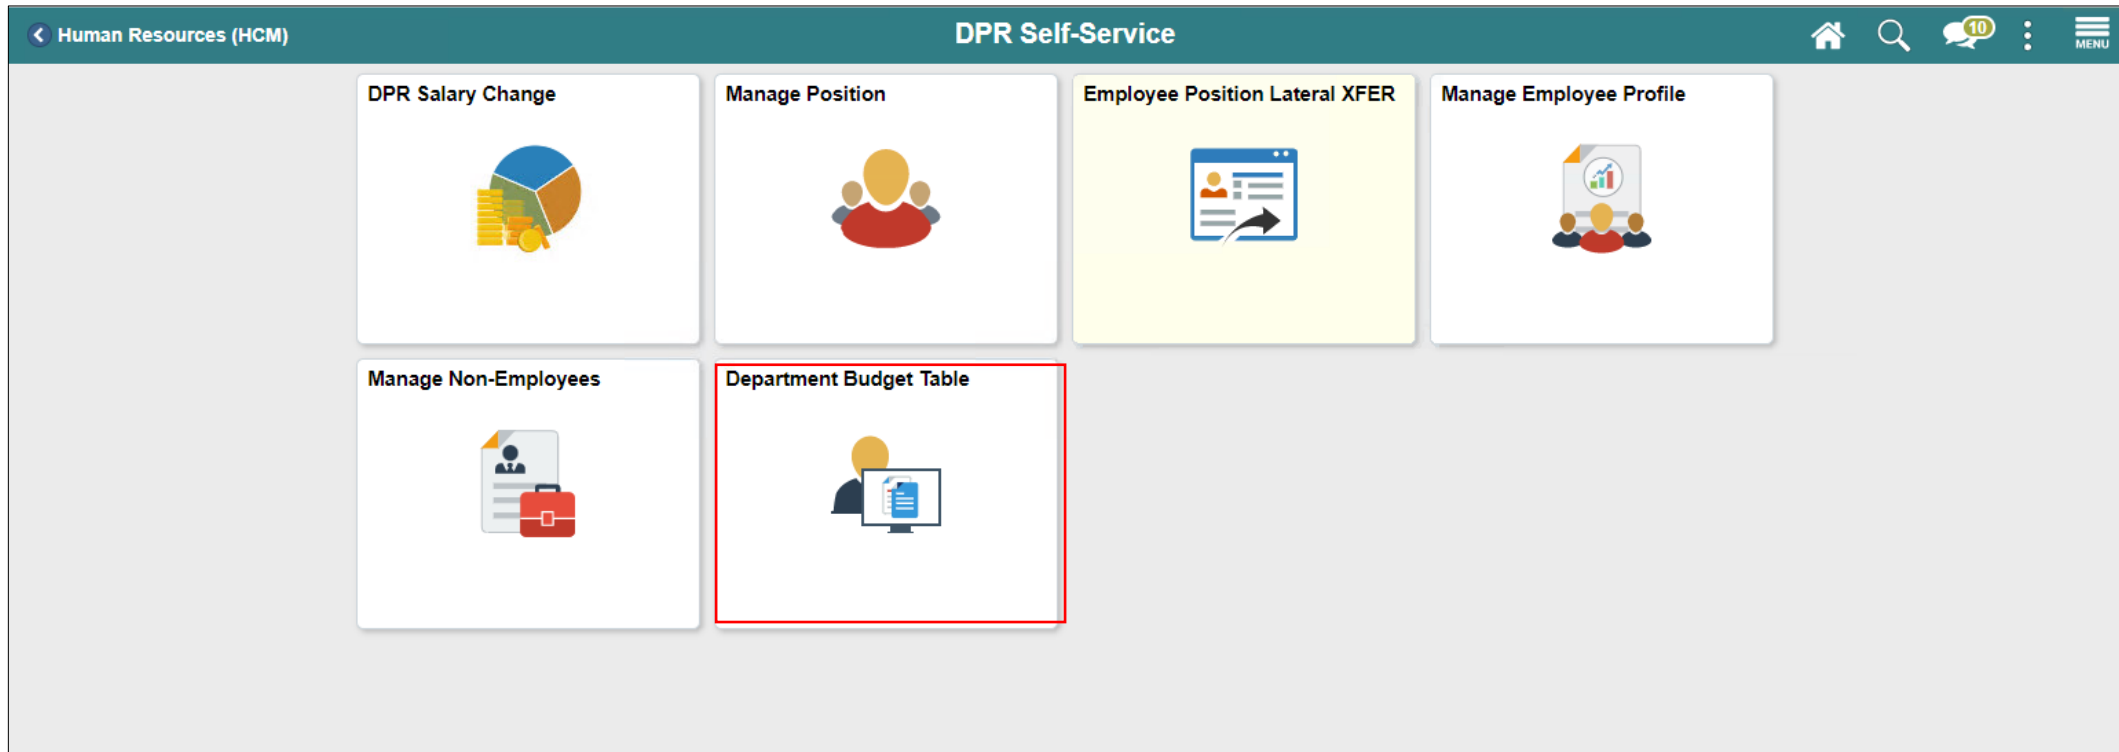 Human Resources (HCM)
DPR Self-Service
10
MENU
DPR Salary Change
Manage Position
Employee Position Lateral XFER
Manage Employee Profile
Manage Non-Employees
Department Budget Table